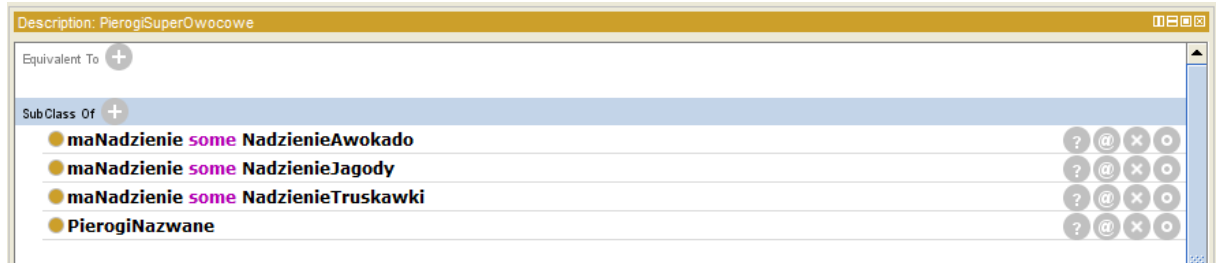 Description: PierogiSuperOwocowe
Equivalent To
SubClass Of
maNadzienie some NadzienieAwokado
maNadzienie some NadzienieJagody
maNadzienie some NadzienieTruskawki
PierogiNazwane